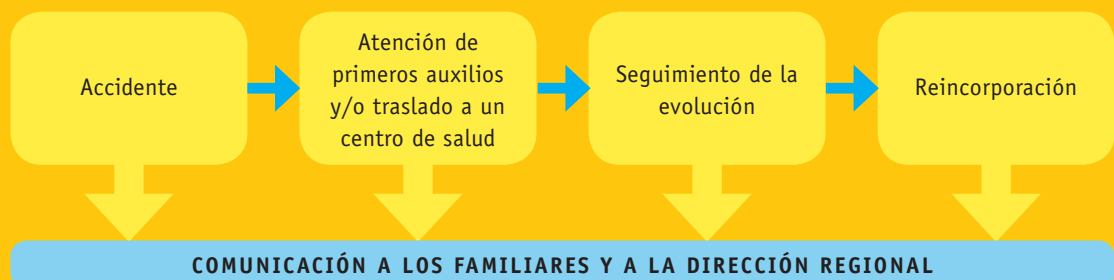 Accidente
Atención de
primeros auxilios
y/o traslado a un
centro de salud
Seguimiento de la
evolución
Reincorporación
COMUNICACIÓN A LOS FAMILIARES Y A LA DIRECCIÓN REGIONAL